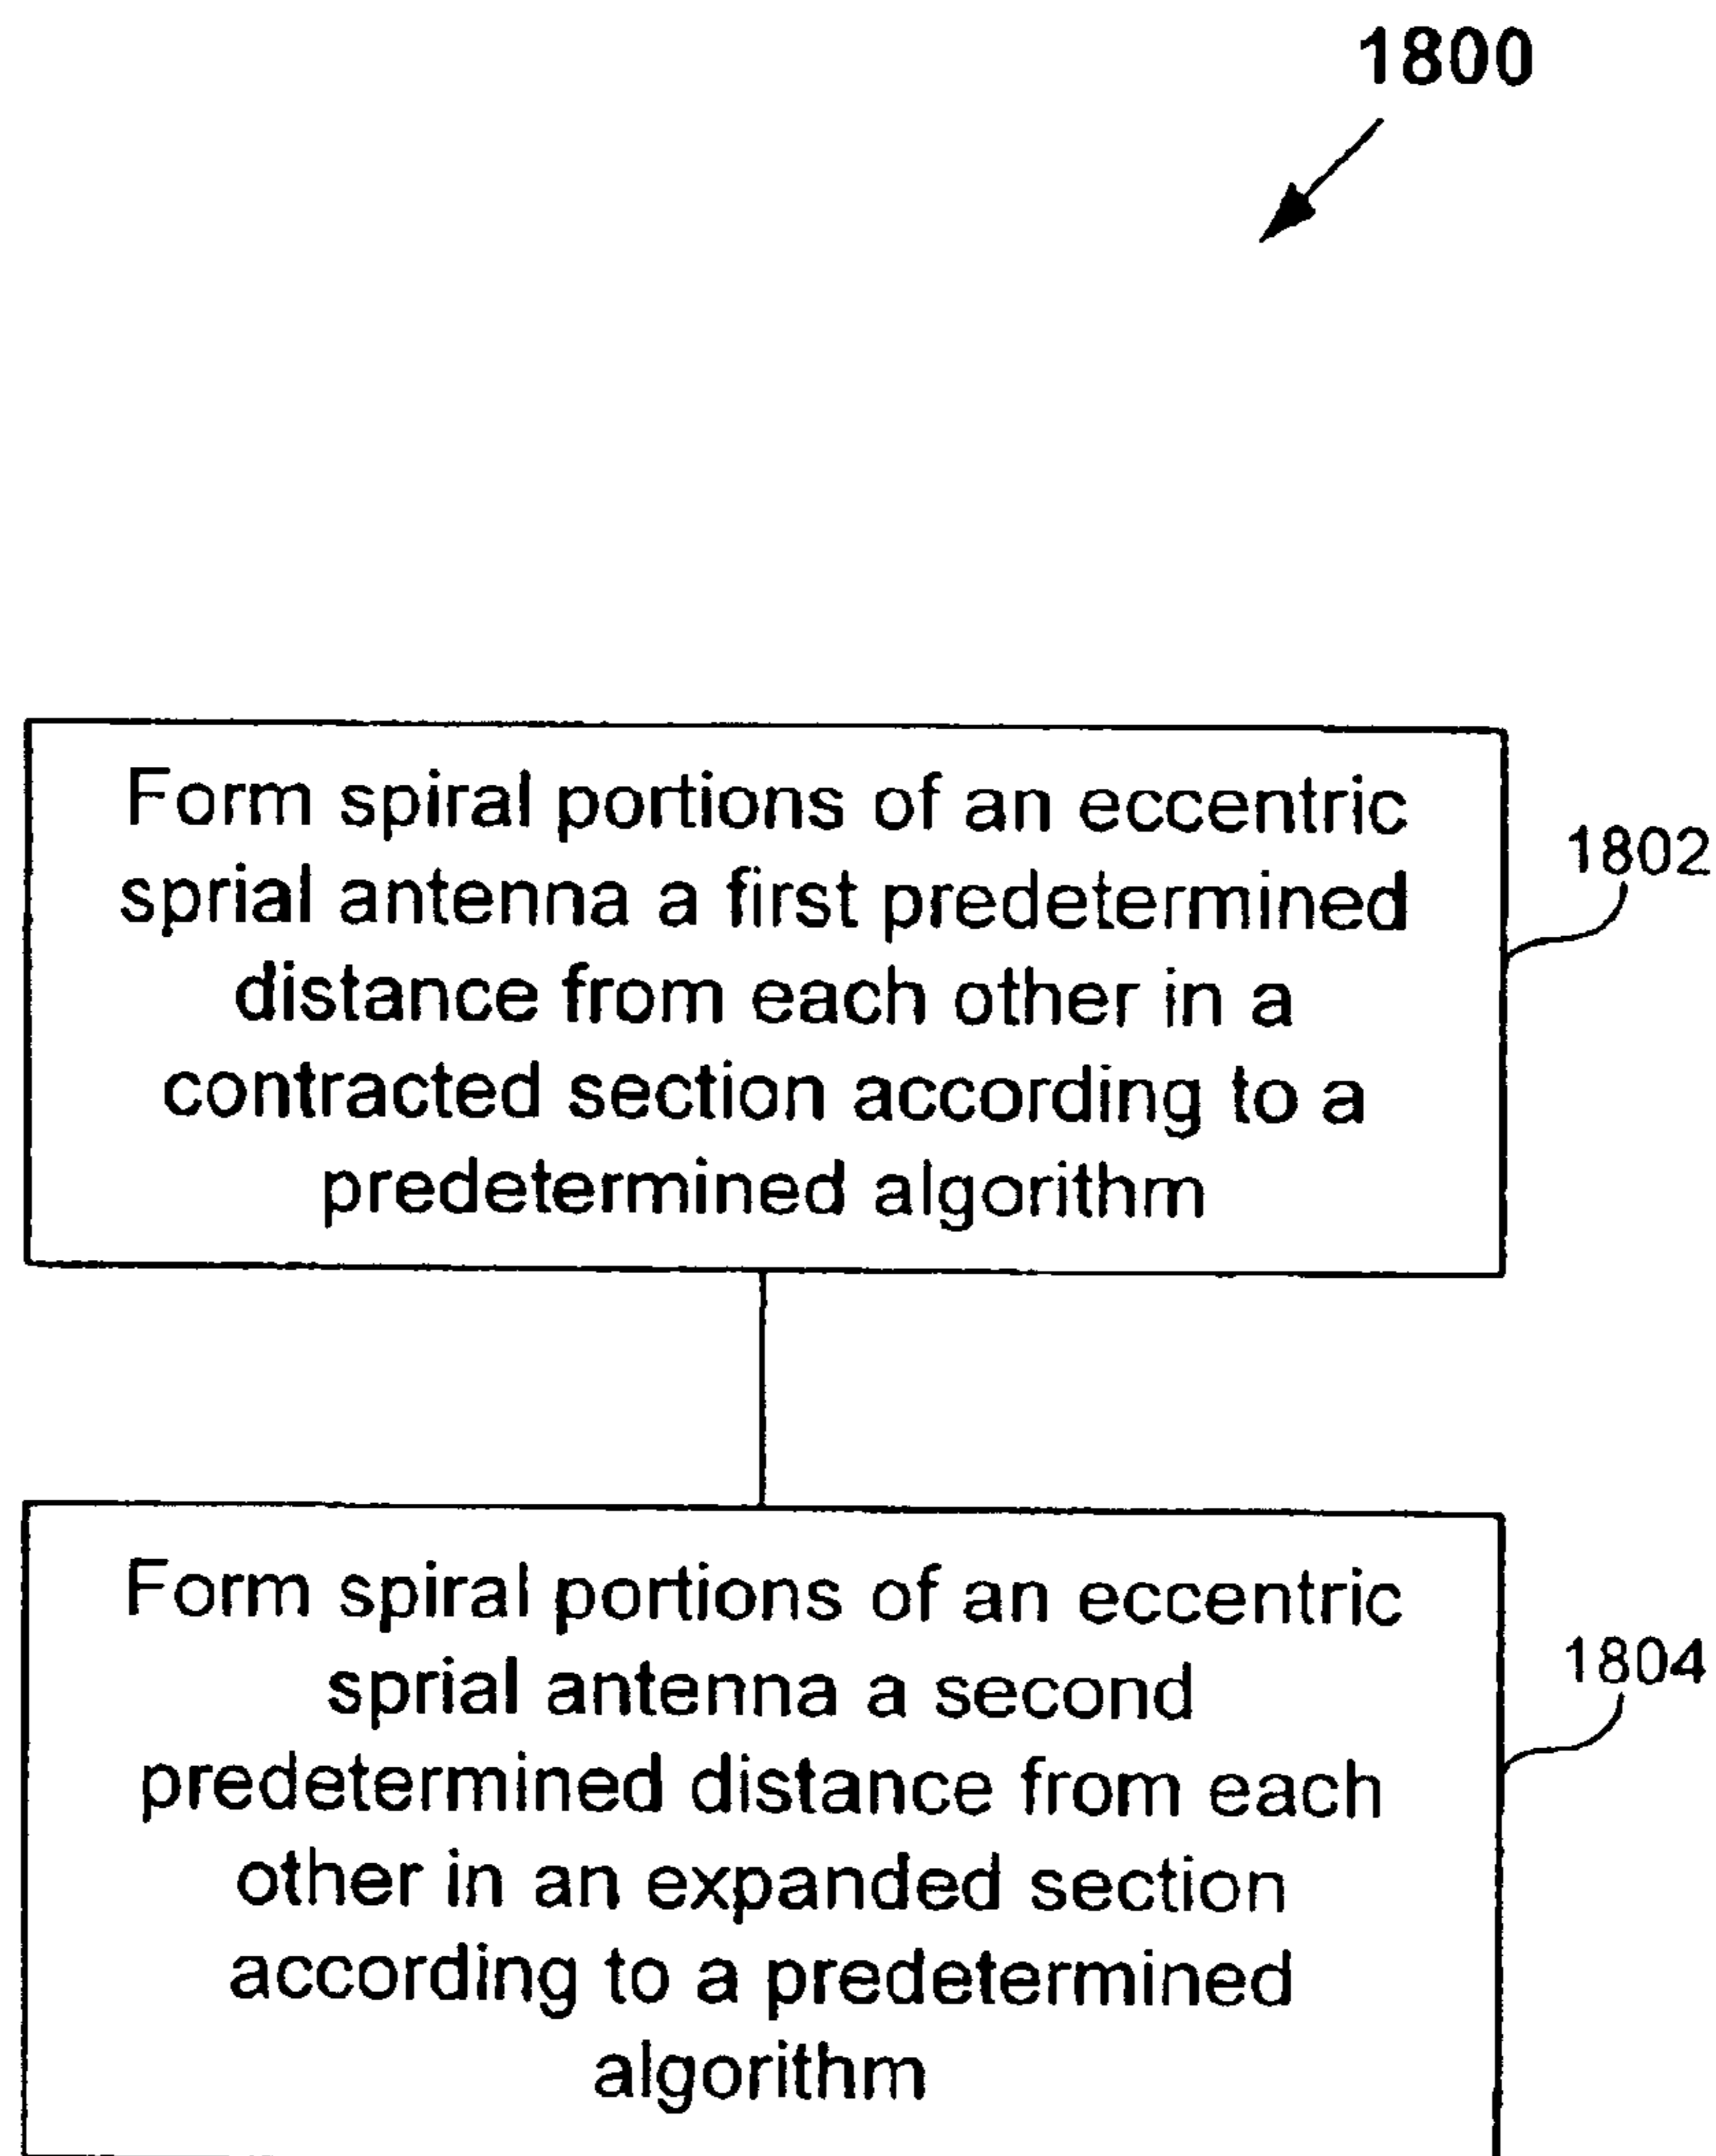 1800
Form spiral portions of an eccentric
sprial antenna a first predetermined
distance from each other in a
contracted section according to a
predetermined algorithm
1802
Form spiral portions of an eccentric
sprial antenna a second
predetermined distance from each
other in an expanded section
according to a predetermined
algorithm
1804